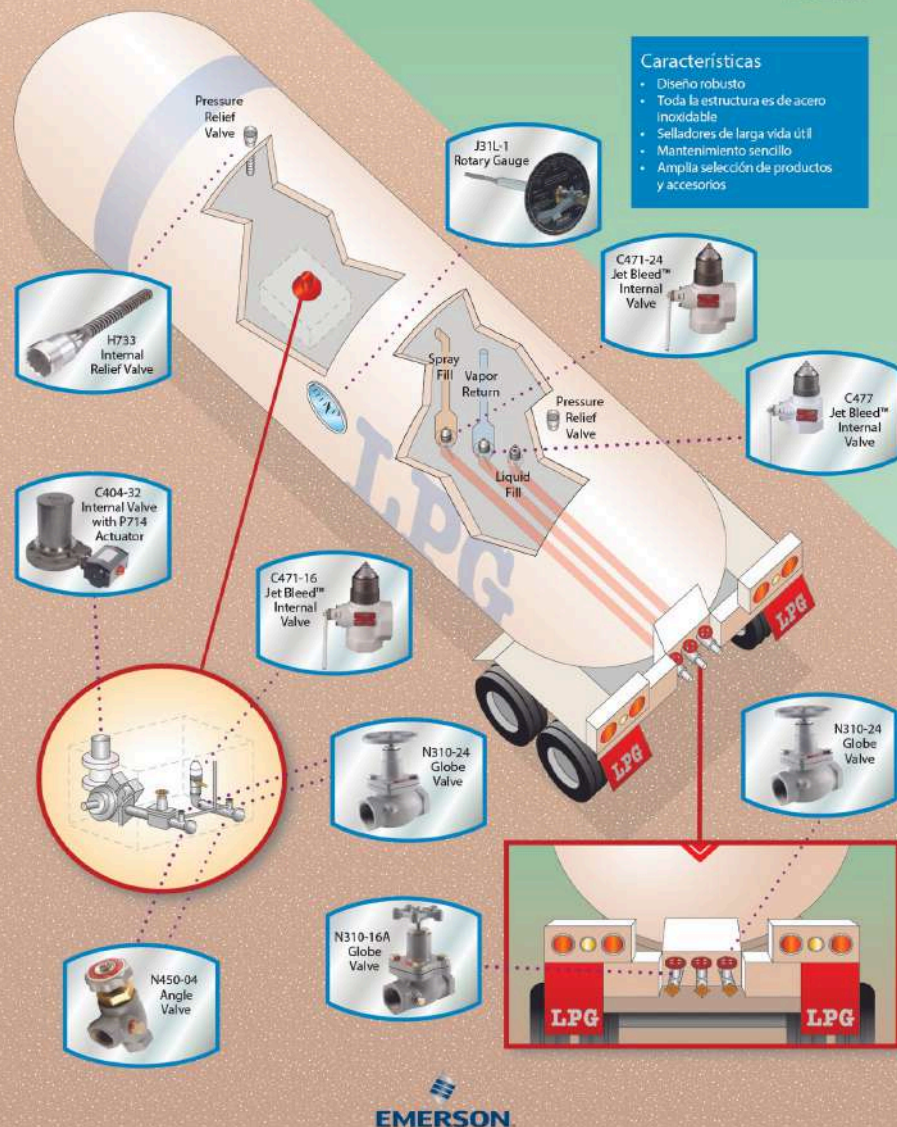 Características
• Diseño robusto
• Toda la estructura es de acero
inoxidable
• Selladores de larga vida útil
• Mantenimiento sencillo
• Amplia selección de productos
y accesorios
Pressure
Relief
Valve
J31L-1
Rotary Gauge
C471-24
Jet Bleed™
Internal
Valve
H733
Internal
Relief Valve
Spray
Fill
Vapor
Return
Pressure
Relief
Valve
Liquid
Fill
C477
Jet Bleed™
Internal
Valve
LPG
C404-32
Internal Valve
with P714
Actuator
C471-16
Jet Bleed™
Internal
Valve
LPG
LPG
N310-24
Globe
Valve
N310-24
Globe
Valve
N310-16A
Globe
Valve
N450-04
Angle
Valve
LPG
LPG
EMERSON